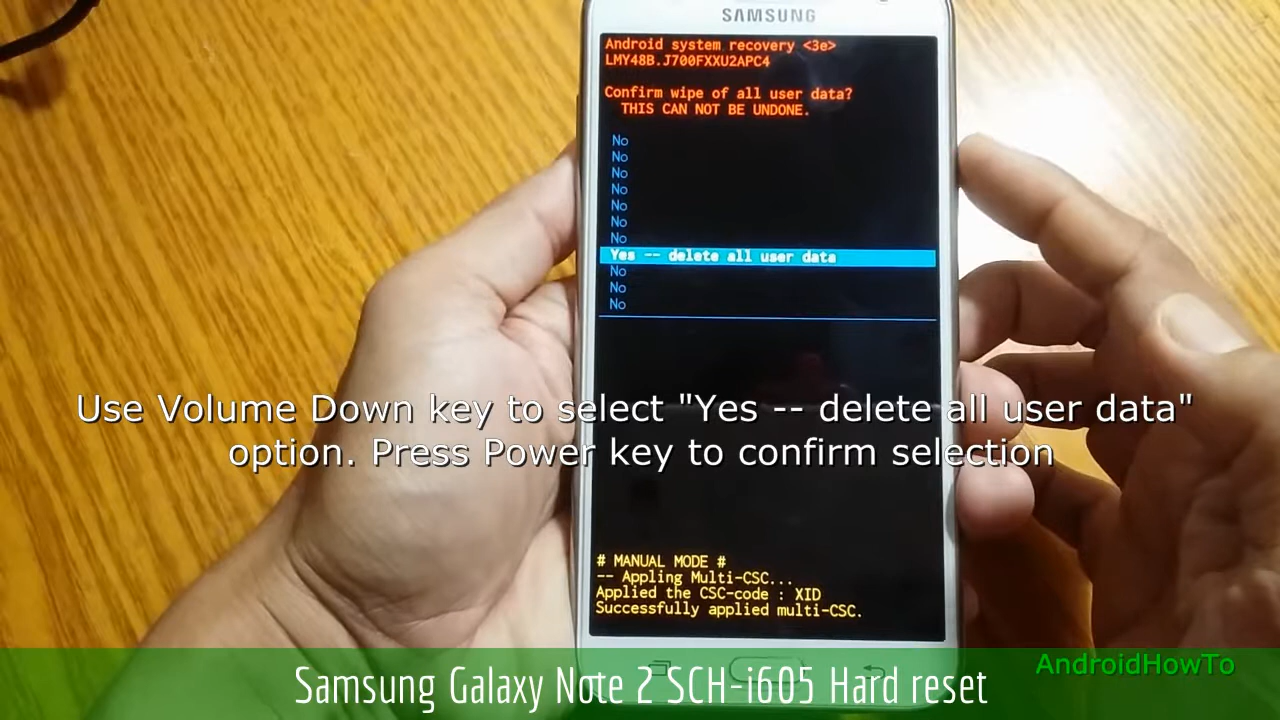 SAMSUNG
Android system recovery <3e>
LMY48B.J700FXXU2APC4
Confirm wipe of all user data?
THIS CAN NOT BE UNDONE.
No
No
No
No
No
No
No
Yes -- delete all user data
No
No
No
Use Volume Down key to select "Yes -- delete all user data"
option. Press Power key to confirm selection
# MANUAL MODE #
-- Appling Multi-CSC...
Applied the CSC-code : XID
Successfully applied multi-CSC.
AndroidHowTo
Samsung Galaxy Note 2 SCH-i605 Hard reset